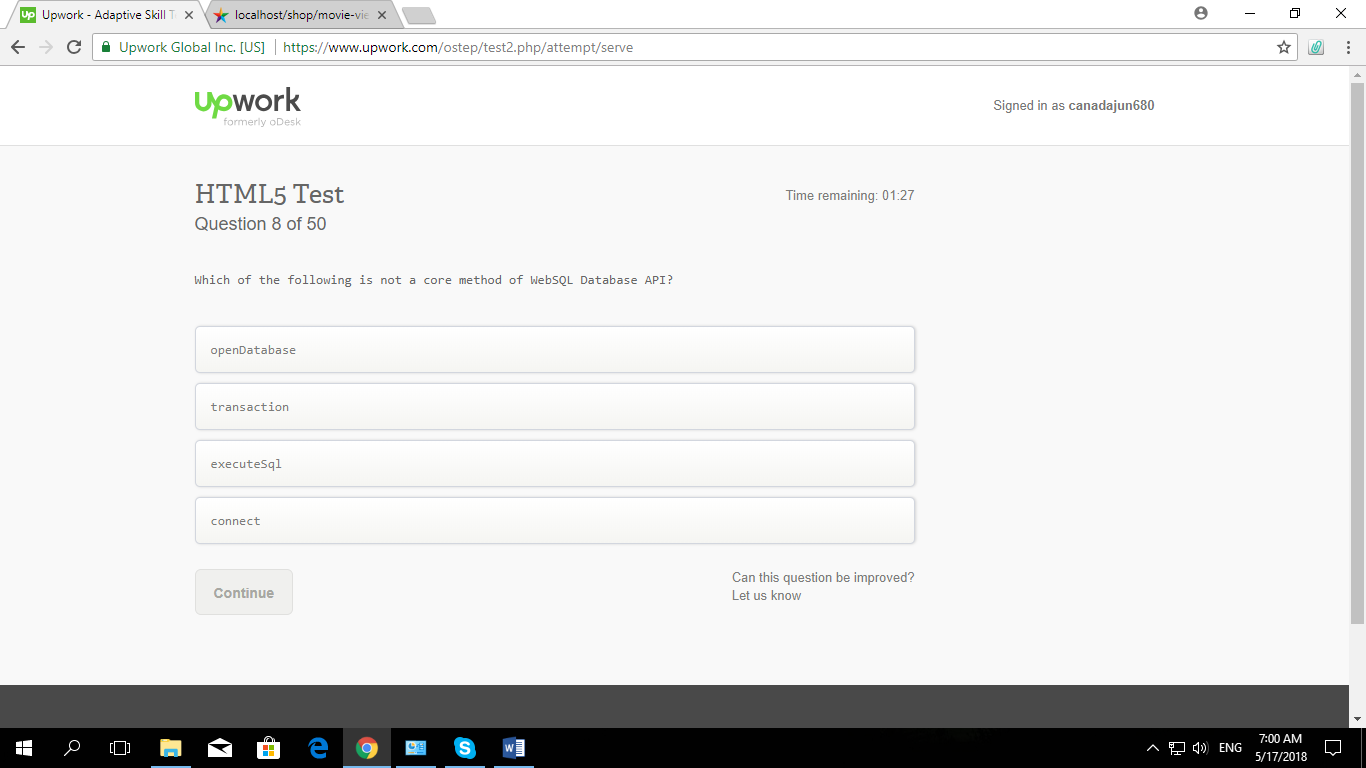 Upwork - Adaptive Skill T
localhost/shop/movie-vie
Upwork Global Inc. [US]
https://www.upwork.com/ostep/test2.php/attempt/serve
upwork
formerly oDesk
Signed in as canadajun680
HTML5 Test
Time remaining: 01:27
Question 8 of 50
Which of the following is not a core method of WebSQL Database API?
openDatabase
transaction
executeSql
connect
Continue
Can this question be improved?
Let us know
ENG
7:00 AM
5/17/2018